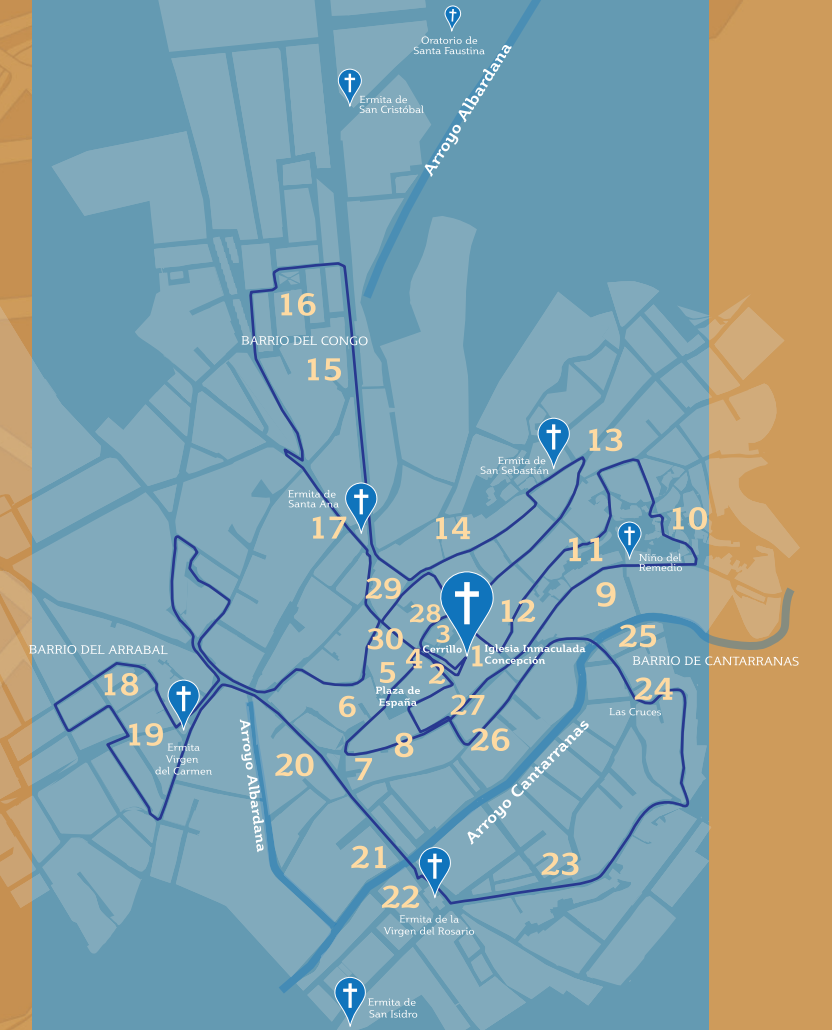 Oratorio de
Santa Faustina
Ermita de
San Cristóbal
Arroyo Albardana
16
BARRIO DEL CONGO
15
13
Ermita de
San Sebastián
Ermita de
Santa Ana
17
14
10
11
Niño del
Remedio
29
9
28
12
3
30
25
Cerrillo
1
Iglesia Inmaculada
Concepción
BARRIO DEL ARRABAL
4
BARRIO DE CANTARRANAS
5
2
18
24
Plaza de
España
6
27
Las Cruces
19
26
Ermita
Virgen
del Carmen
8
Arroyo Albardana
20
7
Arroyo Cantarranas
21
23
22
Ermita de la
Virgen del Rosario
Ermita de
San Isidro